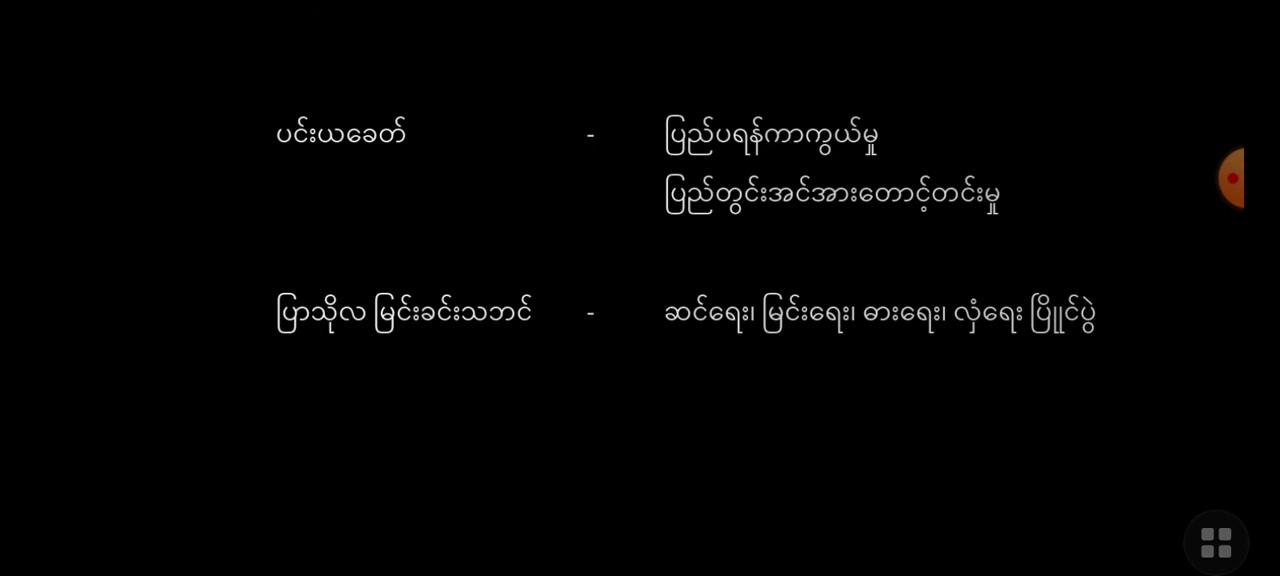 ပင်းယခေတ် - ပြည်ပရန်ကာကွယ်မှု
ပြည်တွင်းအင်အားတောင့်တင်းမှု
ပြာသိုလ မြင်းခင်းသဘင် - ဆင်ရေး၊ မြင်းရေး၊ ဓားရေး၊ လှံရေး ပြိုင်ပွဲ